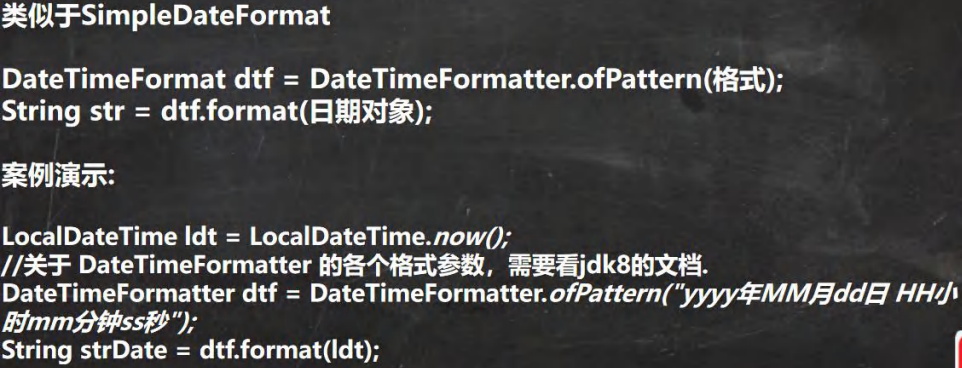 类似于SimpleDateFormat
DateTimeFormat dtf = DateTimeFormatter.ofPattern(格式);
String str = dtf.format(日期对象);
案例演示:
LocalDateTime ldt = LocalDateTime.now();
//关于 DateTimeFormatter 的各个格式参数，需要看jdk8的文档.
DateTimeFormatter dtf = DateTimeFormatter.ofPattern("yyyy年MM月dd日 HH小
时mm分钟ss秒");
String strDate = dtf.format(ldt);